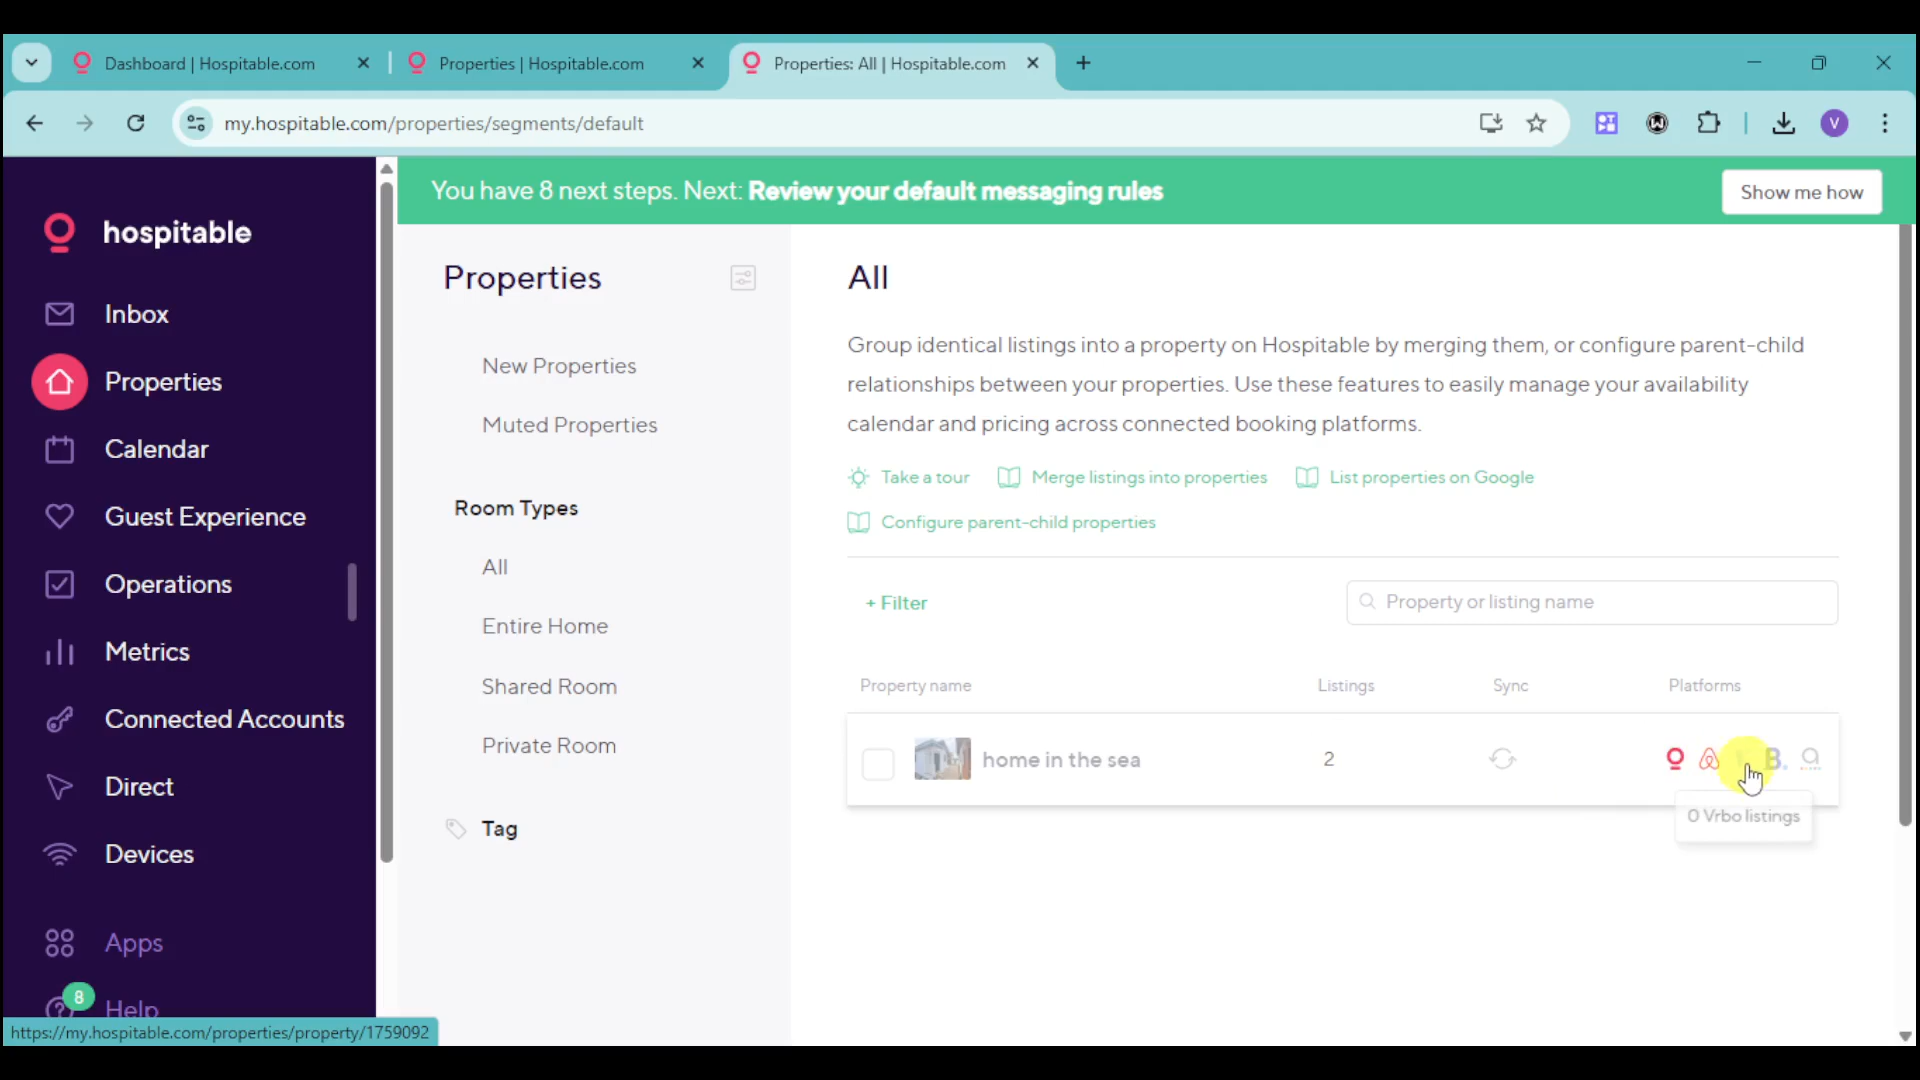 Dashboard | Hospitable.com
Properties | Hospitable.com
Properties: All | Hospitable.com
my.hospitable.com/properties/segments/default
V
hospitable
Inbox
Properties
Calendar
Guest Experience
Operations
Metrics
Connected Accounts
Direct
Devices
Apps
8
Help
https://my.hospitable.com/properties/property/1759092
You have 8 next steps. Next: Review your default messaging rules
Show me how
Properties
New Properties
Muted Properties
Room Types
All
Entire Home
Shared Room
Private Room
Tag
All
Group identical listings into a property on Hospitable by merging them, or configure parent-child
relationships between your properties. Use these features to easily manage your availability
calendar and pricing across connected booking platforms.
Take a tour
Merge listings into properties
List properties on Google
Configure parent-child properties
+ Filter
Property or listing name
Property name
Listings
Sync
Platforms
home in the sea
2
B.
0 Vrbo listings